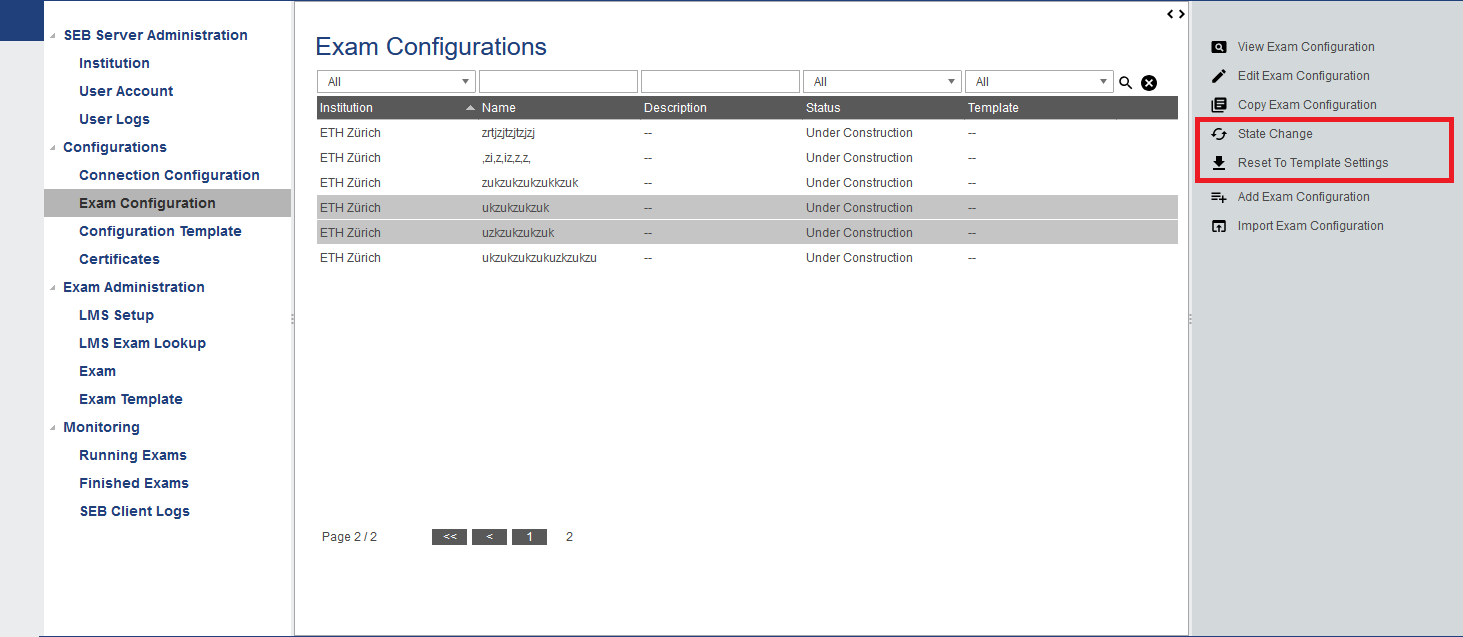 SEB Server Administration
Institution
User Account
User Logs
Configurations
Connection Configuration
Exam Configuration
Configuration Template
Certificates
Exam Administration
LMS Setup
LMS Exam Lookup
Exam
Exam Template
Monitoring
Running Exams
Finished Exams
SEB Client Logs
Exam Configurations
All All All
Institution Name Description Status Template
ETH Zürich zrtjzjtzjtzjzj -- Under Construction --
ETH Zürich ,zi,z,iz,z,z, -- Under Construction --
ETH Zürich zukzukzukzukkzuk -- Under Construction --
ETH Zürich ukzukzukzuk -- Under Construction --
ETH Zürich uzkzukzukzuk -- Under Construction --
ETH Zürich ukzukzukzukuzkzukzu -- Under Construction --
Page 2 / 2 << < 1 2
View Exam Configuration
Edit Exam Configuration
Copy Exam Configuration
State Change
Reset To Template Settings
Add Exam Configuration
Import Exam Configuration